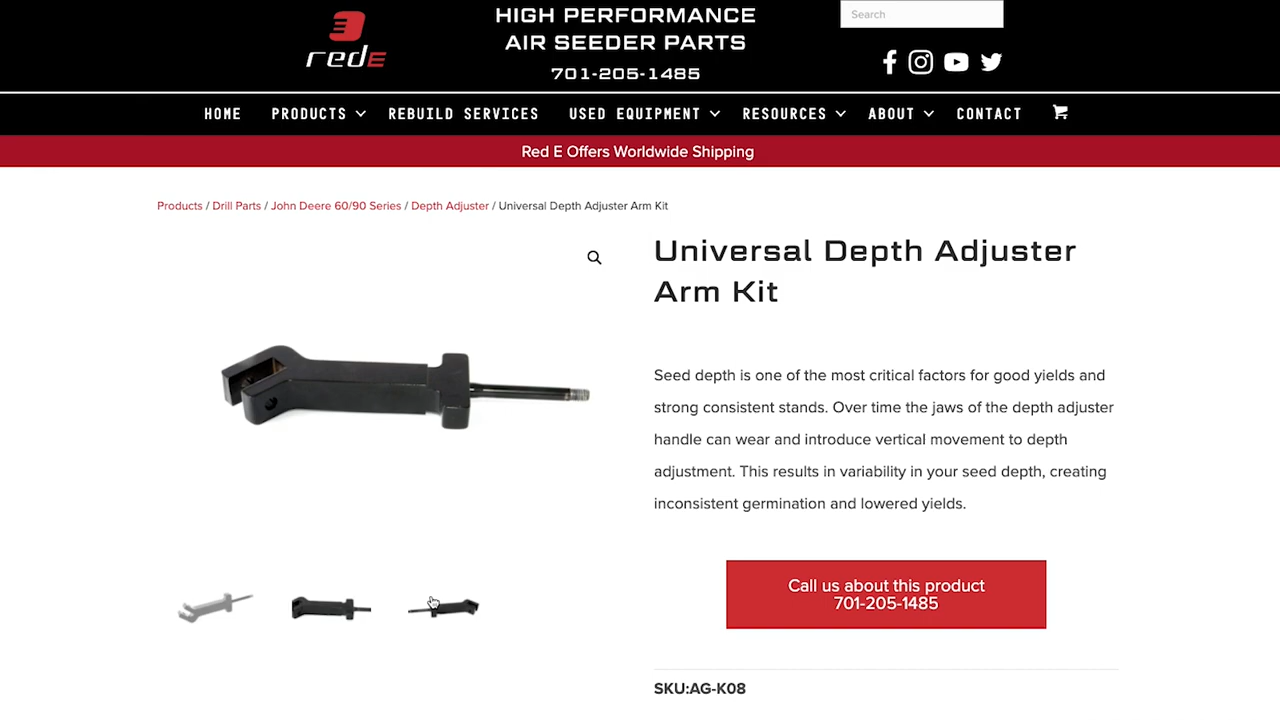 redE
HIGH PERFORMANCE
AIR SEEDER PARTS
701-205-1485
Search
HOME PRODUCTS REBUILD SERVICES USED EQUIPMENT RESOURCES ABOUT CONTACT
Red E Offers Worldwide Shipping
Products / Drill Parts / John Deere 60/90 Series / Depth Adjuster / Universal Depth Adjuster Arm Kit
Universal Depth Adjuster
Arm Kit
Seed depth is one of the most critical factors for good yields and
strong consistent stands. Over time the jaws of the depth adjuster
handle can wear and introduce vertical movement to depth
adjustment. This results in variability in your seed depth, creating
inconsistent germination and lowered yields.
Call us about this product
701-205-1485
SKU:AG-K08